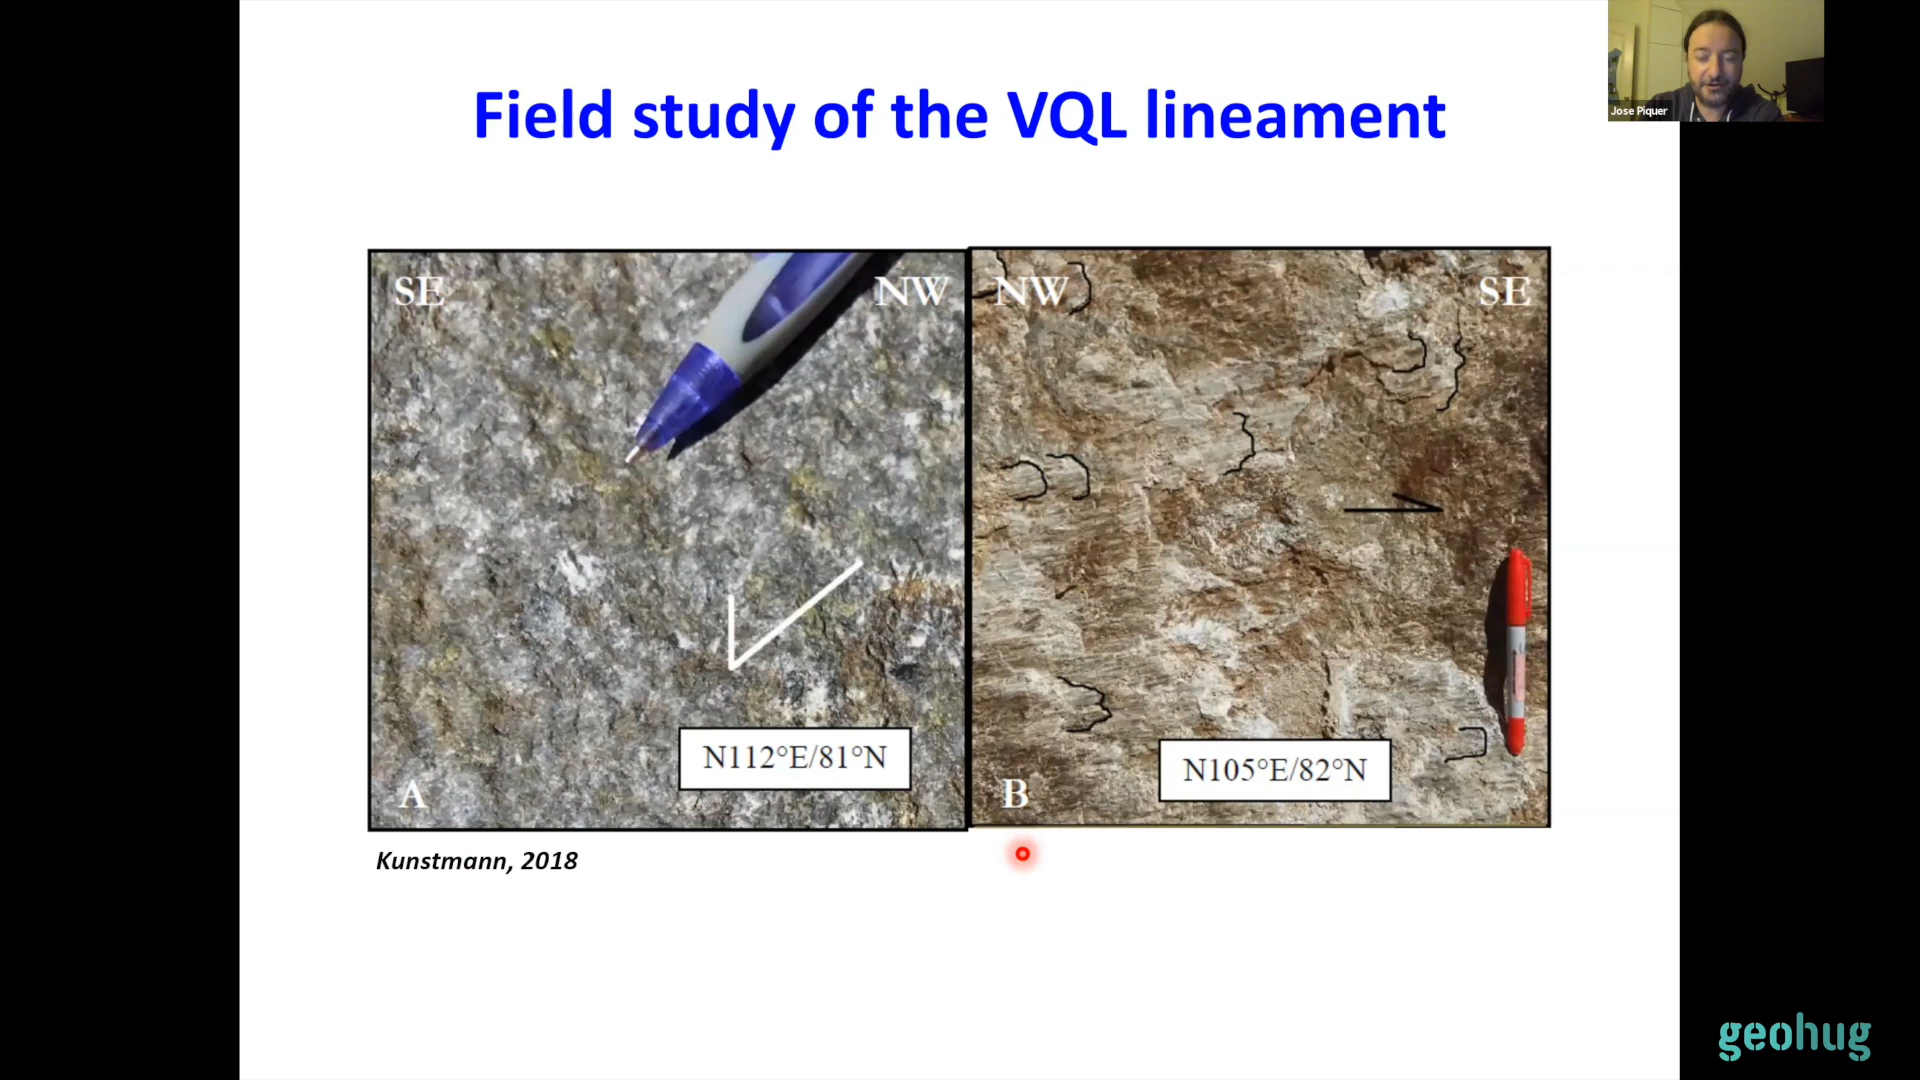 Field study of the VQL lineament
Jose Piquer
SE NW
NW SE
N112°E/81°N
N105°E/82°N
A
B
Kunstmann, 2018
geohug